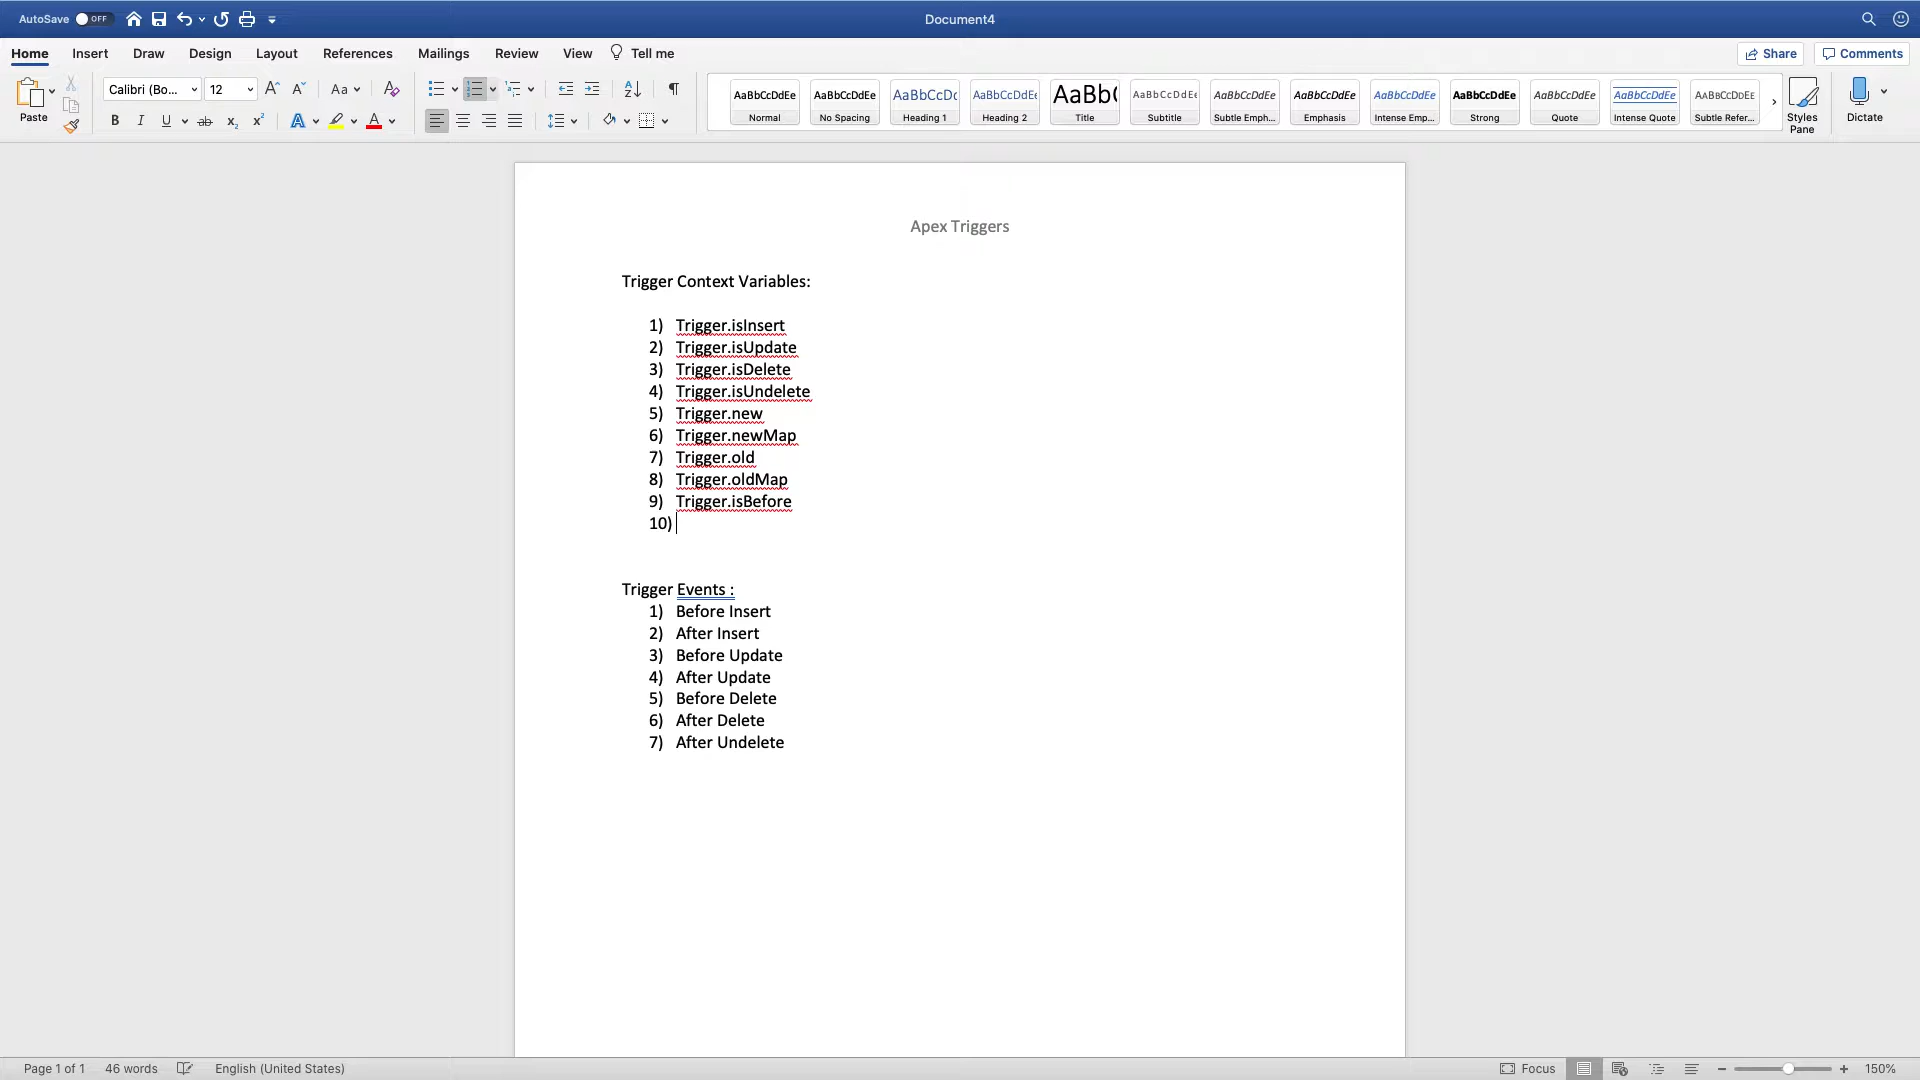 AutoSave OFF
Document4
Home Insert Draw Design Layout References Mailings Review View Tell me
Share Comments
Paste
Calibri (Bo... 12
Aa
B I U ab x₂ x²
A A
AaBbCcDdEe AaBbCcDdEe AaBbCcDc AaBbCcDdEe AaBb( AaBbCcDdEe AaBbCcDdEe AaBbCcDdEe AaBbCcDdEe AaBbCcDdEe AaBbCcDdEe AaBbCcDdEe AaBbCcDdEe
Normal No Spacing Heading 1 Heading 2 Title Subtitle Subtle Emph... Emphasis Intense Emp... Strong Quote Intense Quote Subtle Refer...
Styles
Pane
Dictate
Apex Triggers
Trigger Context Variables:
1) Trigger.isInsert
2) Trigger.isUpdate
3) Trigger.isDelete
4) Trigger.isUndelete
5) Trigger.new
6) Trigger.newMap
7) Trigger.old
8) Trigger.oldMap
9) Trigger.isBefore
10)
Trigger Events :
1) Before Insert
2) After Insert
3) Before Update
4) After Update
5) Before Delete
6) After Delete
7) After Undelete
Page 1 of 1 46 words English (United States)
Focus 150%